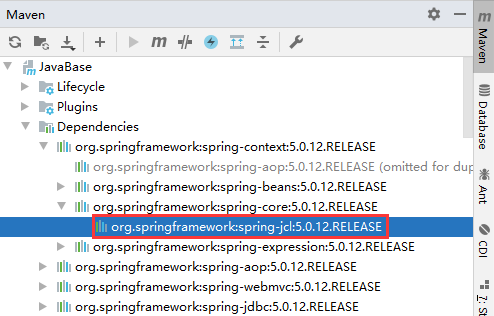 Maven
JavaBase
Lifecycle
Plugins
Dependencies
org.springframework:spring-context:5.0.12.RELEASE
org.springframework:spring-aop:5.0.12.RELEASE (omitted for dup
org.springframework:spring-beans:5.0.12.RELEASE
org.springframework:spring-core:5.0.12.RELEASE
org.springframework:spring-jcl:5.0.12.RELEASE
org.springframework:spring-expression:5.0.12.RELEASE
org.springframework:spring-aop:5.0.12.RELEASE
org.springframework:spring-webmvc:5.0.12.RELEASE
org.springframework:spring-jdbc:5.0.12.RELEASE
Maven
Database
Ant
CDI
7: St